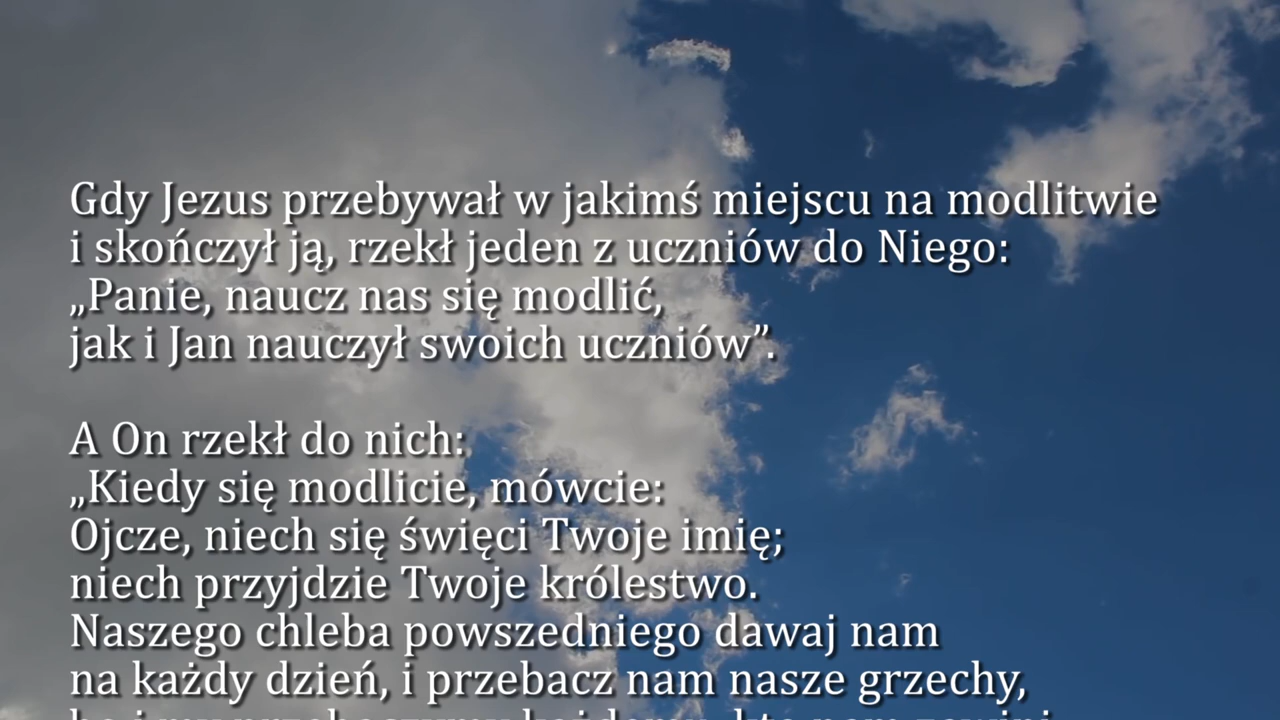 Gdy Jezus przebywał w jakimś miejscu na modlitwie
i skończył ją, rzekł jeden z uczniów do Niego:
„Panie, naucz nas się modlić,
jak i Jan nauczył swoich uczniów”.
A On rzekł do nich:
„Kiedy się modlicie, mówcie:
Ojcze, niech się święci Twoje imię;
niech przyjdzie Twoje królestwo.
Naszego chleba powszedniego dawaj nam
na każdy dzień, i przebacz nam nasze grzechy,